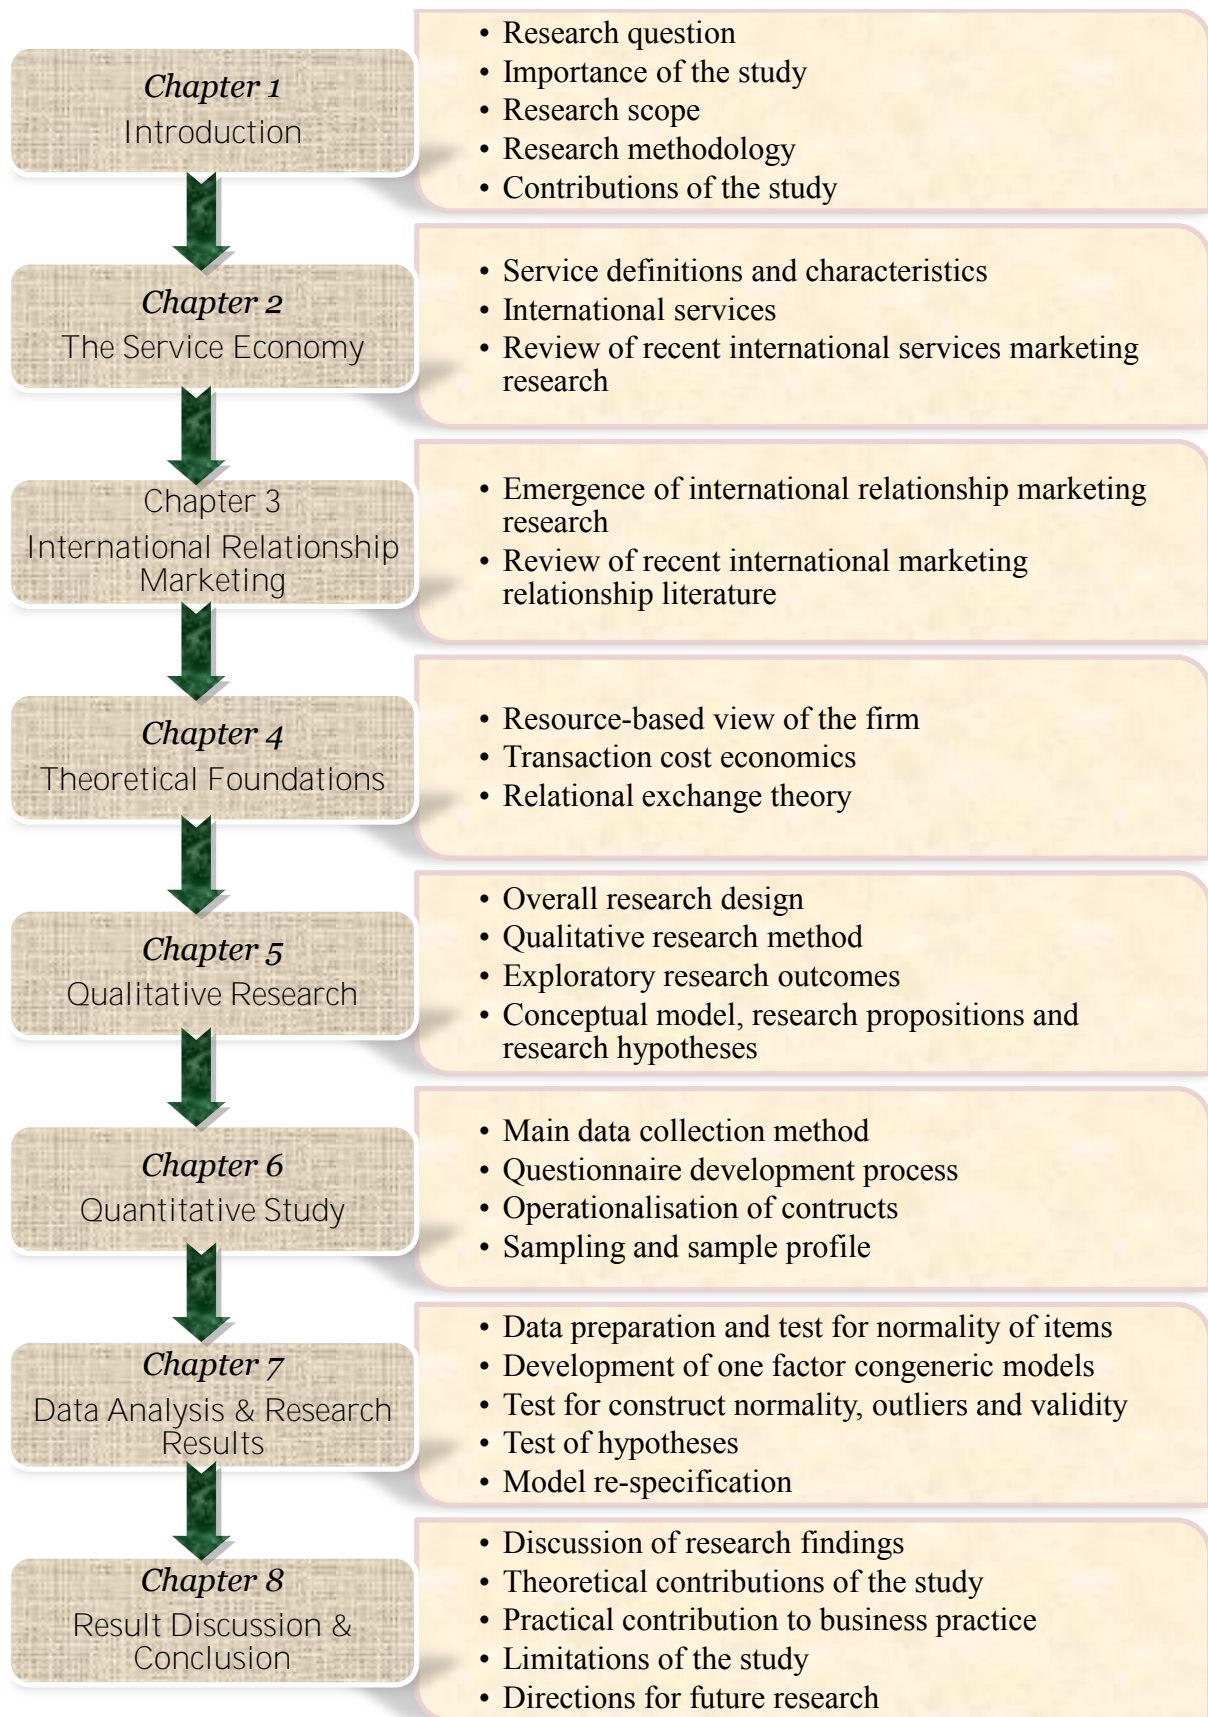 Chapter 1
Introduction
• Research question
• Importance of the study
• Research scope
• Research methodology
• Contributions of the study
Chapter 2
The Service Economy
• Service definitions and characteristics
• International services
• Review of recent international services marketing
research
Chapter 3
International Relationship
Marketing
• Emergence of international relationship marketing
research
• Review of recent international marketing
relationship literature
Chapter 4
Theoretical Foundations
• Resource-based view of the firm
• Transaction cost economics
• Relational exchange theory
Chapter 5
Qualitative Research
• Overall research design
• Qualitative research method
• Exploratory research outcomes
• Conceptual model, research propositions and
research hypotheses
Chapter 6
Quantitative Study
• Main data collection method
• Questionnaire development process
• Operationalisation of contructs
• Sampling and sample profile
Chapter 7
Data Analysis & Research
Results
• Data preparation and test for normality of items
• Development of one factor congeneric models
• Test for construct normality, outliers and validity
• Test of hypotheses
• Model re-specification
Chapter 8
Result Discussion &
Conclusion
• Discussion of research findings
• Theoretical contributions of the study
• Practical contribution to business practice
• Limitations of the study
• Directions for future research